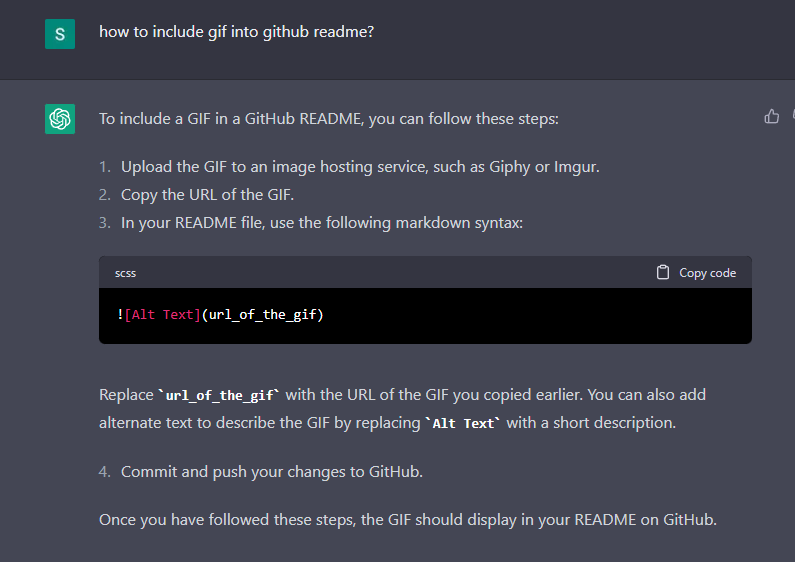 S
how to include gif into github readme?
To include a GIF in a GitHub README, you can follow these steps:
1. Upload the GIF to an image hosting service, such as Giphy or Imgur.
2. Copy the URL of the GIF.
3. In your README file, use the following markdown syntax:
scss
Copy code
![Alt Text](url_of_the_gif)
Replace `url_of_the_gif` with the URL of the GIF you copied earlier. You can also add
alternate text to describe the GIF by replacing `Alt Text` with a short description.
4. Commit and push your changes to GitHub.
Once you have followed these steps, the GIF should display in your README on GitHub.